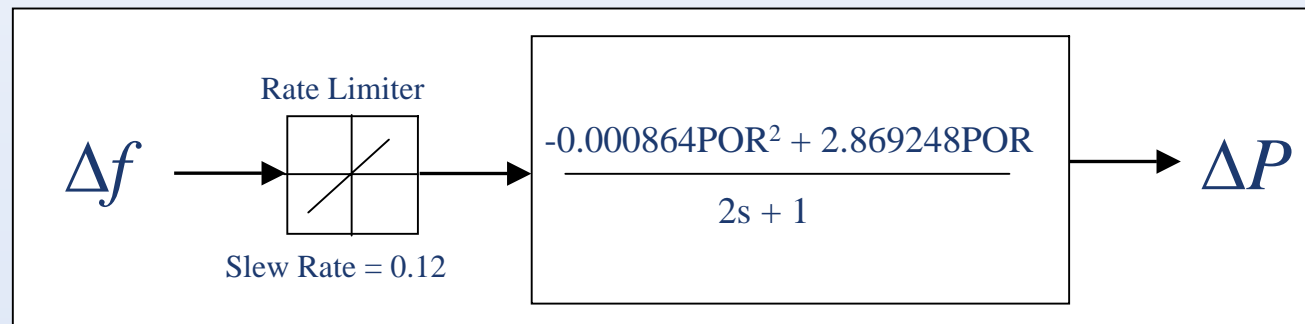 Rate Limiter
Δf
-0.000864POR² + 2.869248POR
2s + 1
ΔP
Slew Rate = 0.12